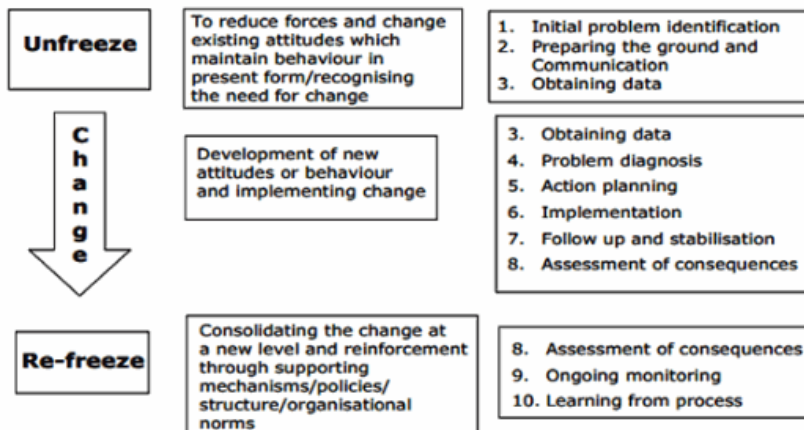 Unfreeze
To reduce forces and change
existing attitudes which
maintain behaviour in
present form/recognising
the need for change
1. Initial problem identification
2. Preparing the ground and
Communication
3. Obtaining data
Change
Development of new
attitudes or behaviour
and implementing change
3. Obtaining data
4. Problem diagnosis
5. Action planning
6. Implementation
7. Follow up and stabilisation
8. Assessment of consequences
Re-freeze
Consolidating the change at
a new level and reinforcement
through supporting
mechanisms/policies/
structure/organisational
norms
8. Assessment of consequences
9. Ongoing monitoring
10. Learning from process